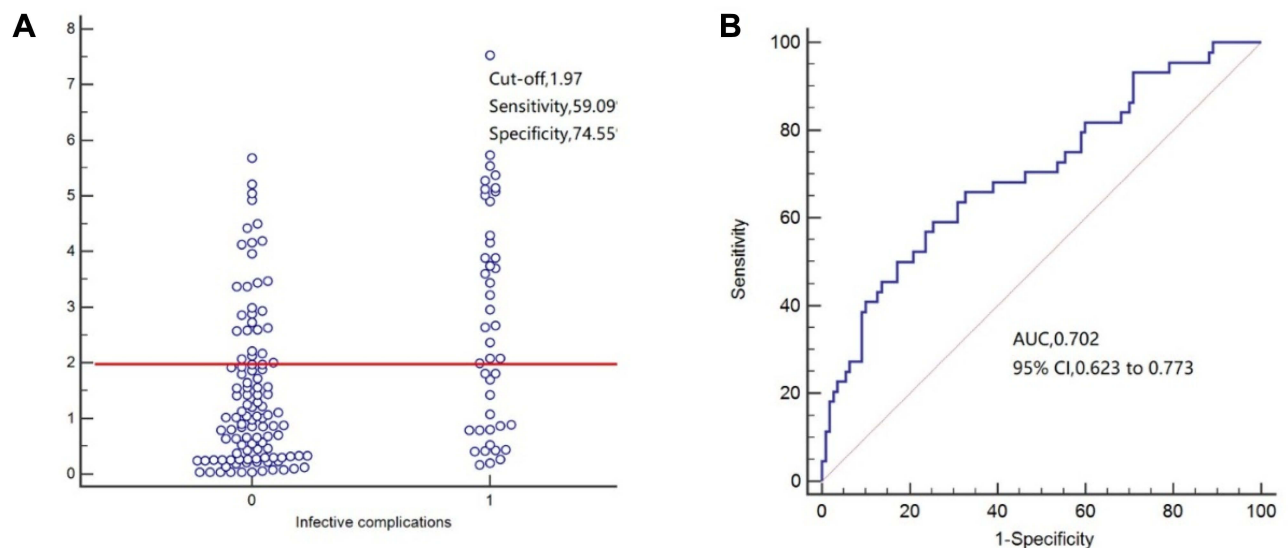 A
8
7
6
5
4
3
2
1
0
Cut-off,1.97
Sensitivity,59.09
Specificity,74.55
0 1
Infective complications
B
100
80
60
40
20
0
Sensitivity
AUC,0.702
95% CI,0.623 to 0.773
0 20 40 60 80 100
1-Specificity